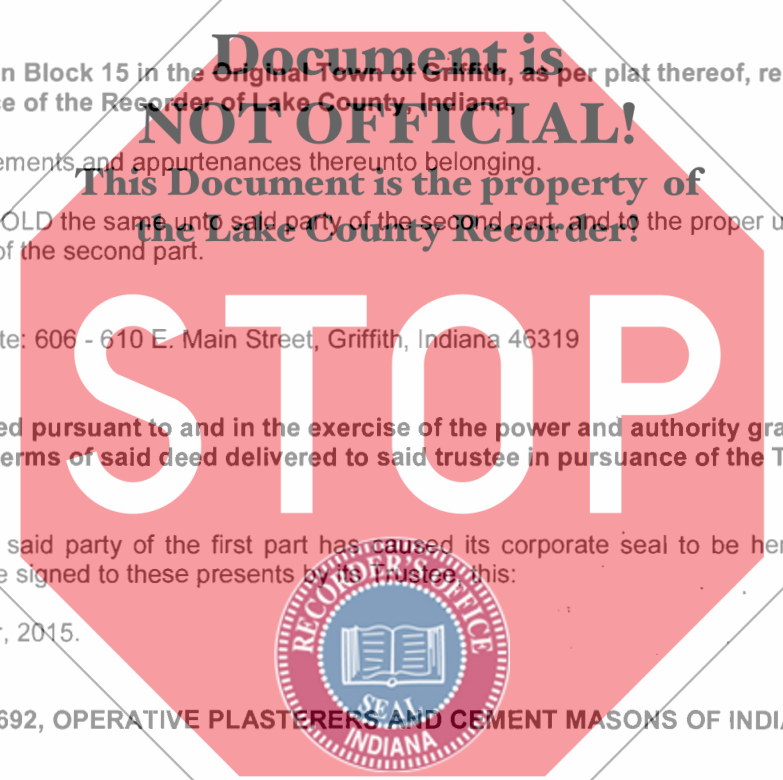 Document is
n Block 15 in the Original Town of Griffith, as per plat thereof, re
e of the Recorder of Lake County, Indiana,
NOT OFFICIAL!
ements and appurtenances thereunto belonging.
This Document is the property of
OLD the same unto said party of the second part, and to the proper u
the Lake County Recorder!
of the second part.
STOP
te: 606 - 610 E. Main Street, Griffith, Indiana 46319
ed pursuant to and in the exercise of the power and authority gra
erms of said deed delivered to said trustee in pursuance of the T
said party of the first part has caused its corporate seal to be her
e signed to these presents by its Trustee, this:
RECORDER'S OFFICE
r, 2015.
SEAL
692, OPERATIVE PLASTERERS AND CEMENT MASONS OF INDIA
INDIANA